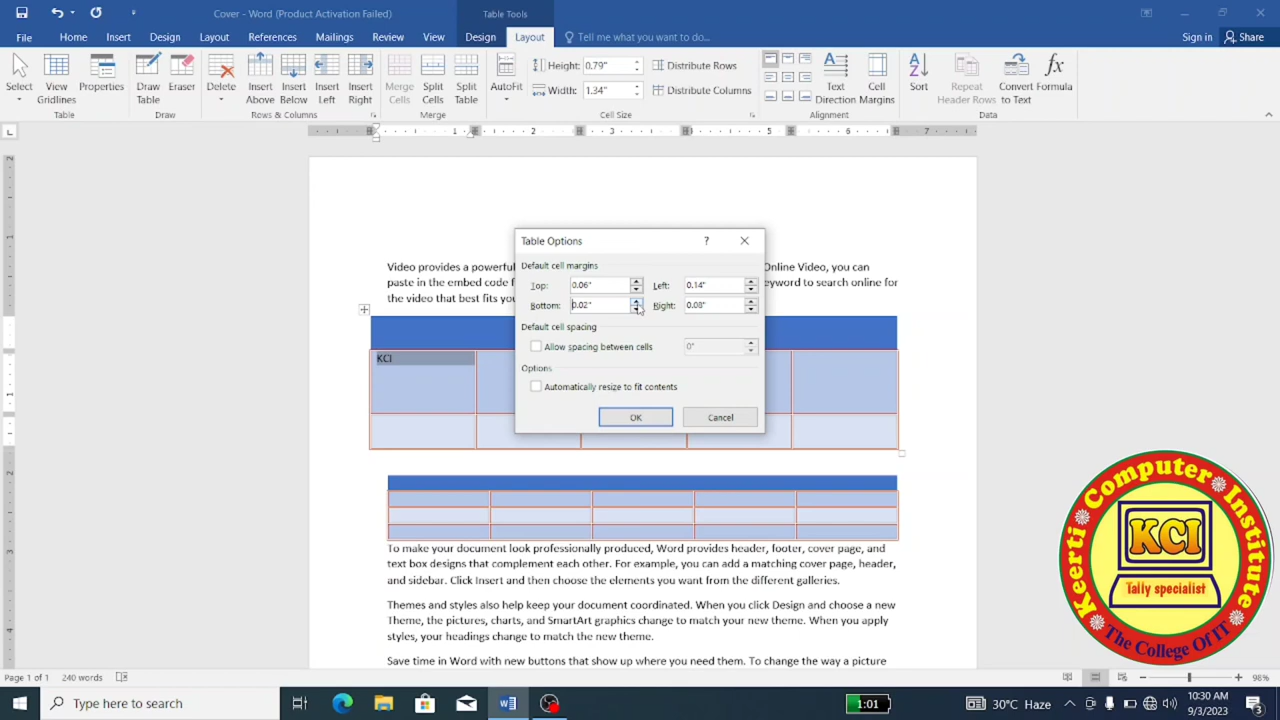 Cover - Word (Product Activation Failed)
Table Tools
File Home Insert Design Layout References Mailings Review View Design Layout Tell me what you want to do... Sign in Share
Select View Gridlines Properties Draw Table Eraser Delete Insert Above Insert Below Insert Left Insert Right Merge Cells Split Cells Split Table AutoFit
Height: 0.79" Distribute Rows
Width: 1.34" Distribute Columns
Text Direction Cell Margins Sort Repeat Header Rows Convert to Text Formula
Table Draw Rows & Columns Merge Cell Size Alignment Data
1 2 3 4 5 6 7
Table Options ?
Default cell margins
Top: 0.06" Left: 0.14"
Bottom: 0.02" Right: 0.08"
Default cell spacing
Allow spacing between cells 0"
Options
Automatically resize to fit contents
OK Cancel
Video provides a powerful
Online Video, you can
paste in the embed code f
eyword to search online for
the video that best fits you
KCI
To make your document look professionally produced, Word provides header, footer, cover page, and
text box designs that complement each other. For example, you can add a matching cover page, header,
and sidebar. Click Insert and then choose the elements you want from the different galleries.
Themes and styles also help keep your document coordinated. When you click Design and choose a new
Theme, the pictures, charts, and SmartArt graphics change to match your new theme. When you apply
styles, your headings change to match the new theme.
Save time in Word with new buttons that show up where you need them. To change the way a picture
Keerti Computer Institute
KCI
Tally specialist
The College Of IT
Page 1 of 1 240 words 98%
Type here to search
1:01
30°C Haze
10:30 AM
9/3/2023
3